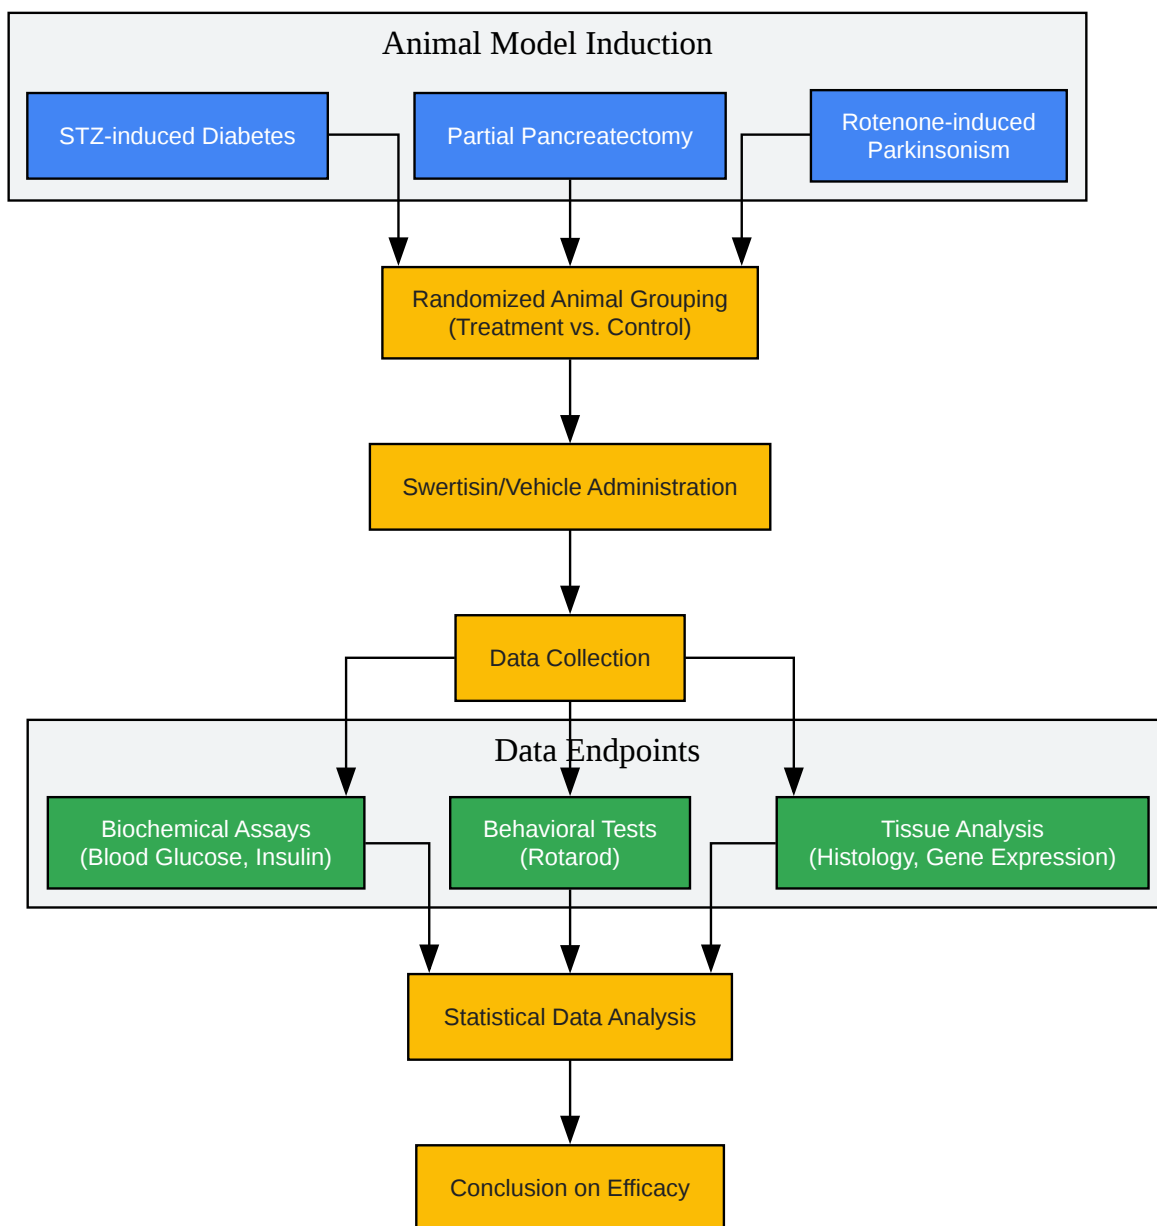 Animal Model Induction
STZ-induced Diabetes
Partial Pancreatectomy
Rotenone-induced
Parkinsonism
Randomized Animal Grouping
(Treatment vs. Control)
Swertisin/Vehicle Administration
Data Collection
Data Endpoints
Biochemical Assays
(Blood Glucose, Insulin)
Behavioral Tests
(Rotarod)
Tissue Analysis
(Histology, Gene Expression)
Statistical Data Analysis
Conclusion on Efficacy